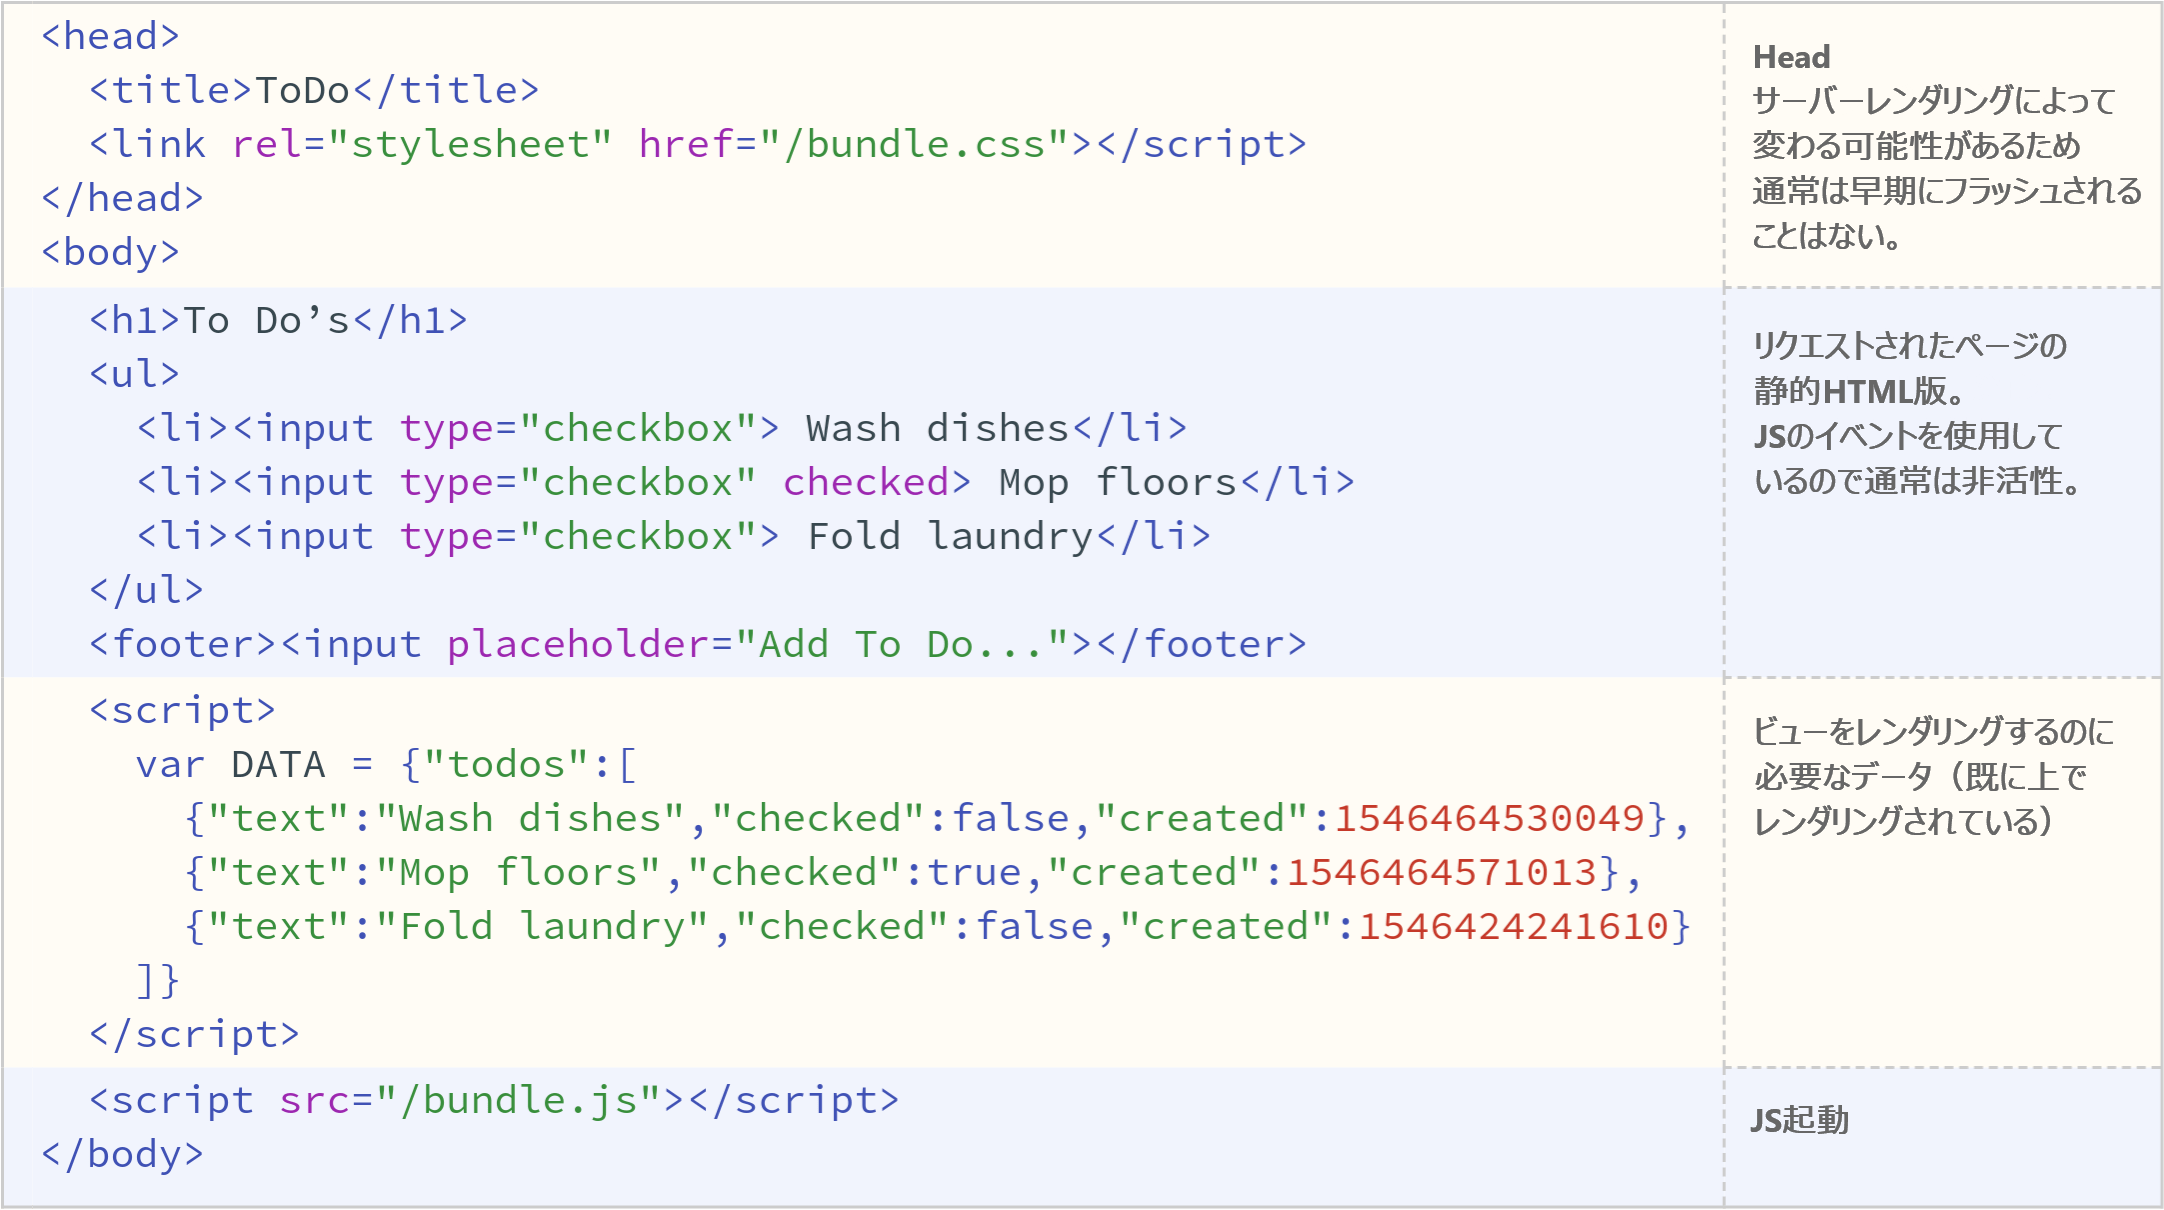 <head>
<title>ToDo</title>
<link rel="stylesheet" href="/bundle.css"></script>
</head>
<body>
Head
サーバーレンダリングによって
変わる可能性があるため
通常は早期にフラッシュされる
ことはない。
<h1>To Do’s</h1>
<ul>
<li><input type="checkbox"> Wash dishes</li>
<li><input type="checkbox" checked> Mop floors</li>
<li><input type="checkbox"> Fold laundry</li>
</ul>
<footer><input placeholder="Add To Do..."></footer>
リクエストされたページの
静的HTML版。
JSのイベントを使用して
いるので通常は非活性。
<script>
var DATA = {"todos":[
{"text":"Wash dishes","checked":false,"created":1546464530049},
{"text":"Mop floors","checked":true,"created":1546464571013},
{"text":"Fold laundry","checked":false,"created":1546424241610}
]}
</script>
ビューをレンダリングするのに
必要なデータ（既に上で
レンダリングされている）
<script src="/bundle.js"></script>
</body>
JS起動